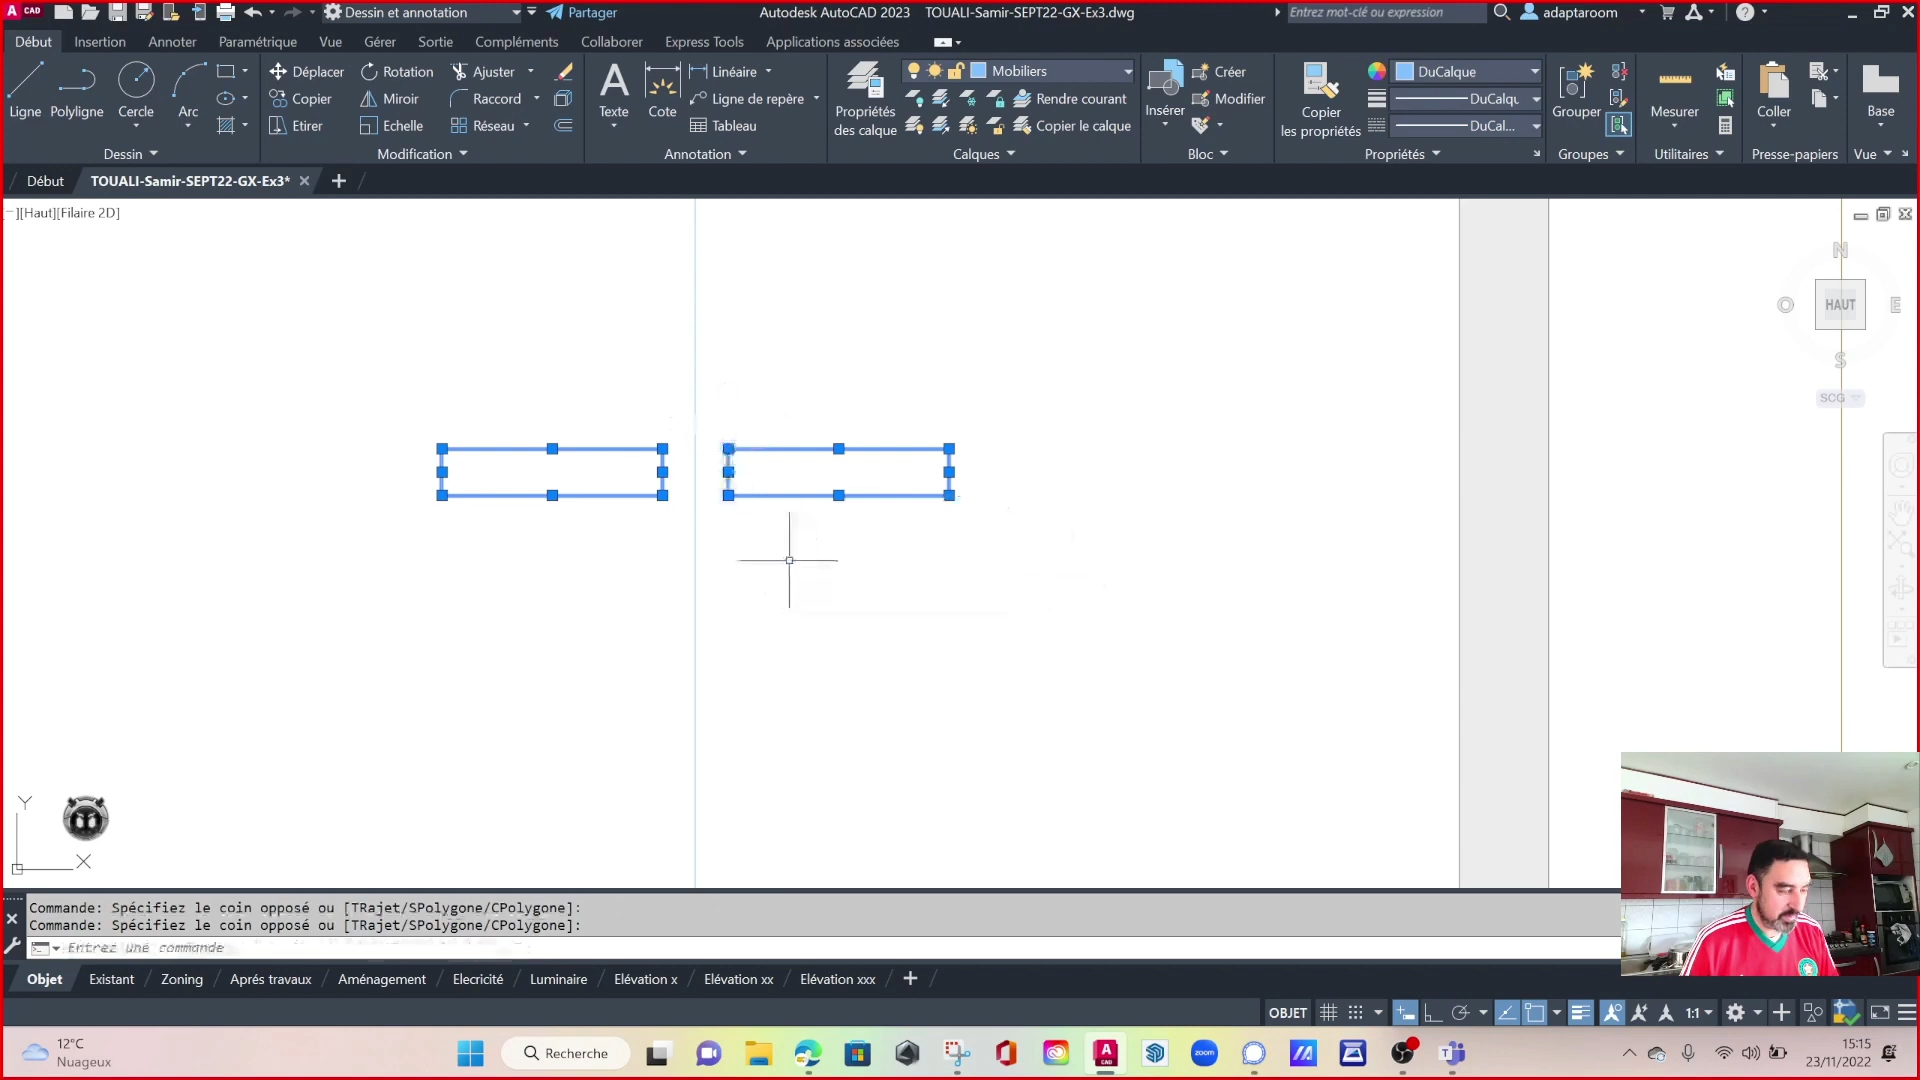 CAD
Dessin et annotation
Partager
Autodesk AutoCAD 2023 TOUALI-Samir-SEPT22-GX-Ex3.dwg
Entrez mot-clé ou expression
adaptaroom
Début Insertion Annoter Paramétrique Vue Gérer Sortie Compléments Collaborer Express Tools Applications associées
Ligne
Polyligne
Cercle
Arc
Dessin
Déplacer
Rotation
Ajuster
Copier
Miroir
Raccord
Etirer
Echelle
Réseau
Modification
Texte
Cote
Linéaire
Ligne de repère
Tableau
Annotation
Propriétés
des calque
Mobiliers
Rendre courant
Copier le calque
Calques
Insérer
Créer
Modifier
Bloc
Copier
les propriétés
DuCalque
DuCalqu
DuCal...
Propriétés
Grouper
Groupes
Mesurer
Utilitaires
Coller
Presse-papiers
Base
Vue
Début
TOUALI-Samir-SEPT22-GX-Ex3*
][Haut][Filaire 2D]
N
O
HAUT
E
S
SCG
Y
X
Commande: Spécifiez le coin opposé ou [TRajet/SPolygone/CPolygone]:
Commande: Spécifiez le coin opposé ou [TRajet/SPolygone/CPolygone]:
Entrez une commande
Objet Existant Zoning Aprés travaux Aménagement Elecricité Luminaire Elévation x Elévation xx Elévation xxx
OBJET
1:1
12°C
Nuageux
Recherche
zoom
CAD
15:15
23/11/2022